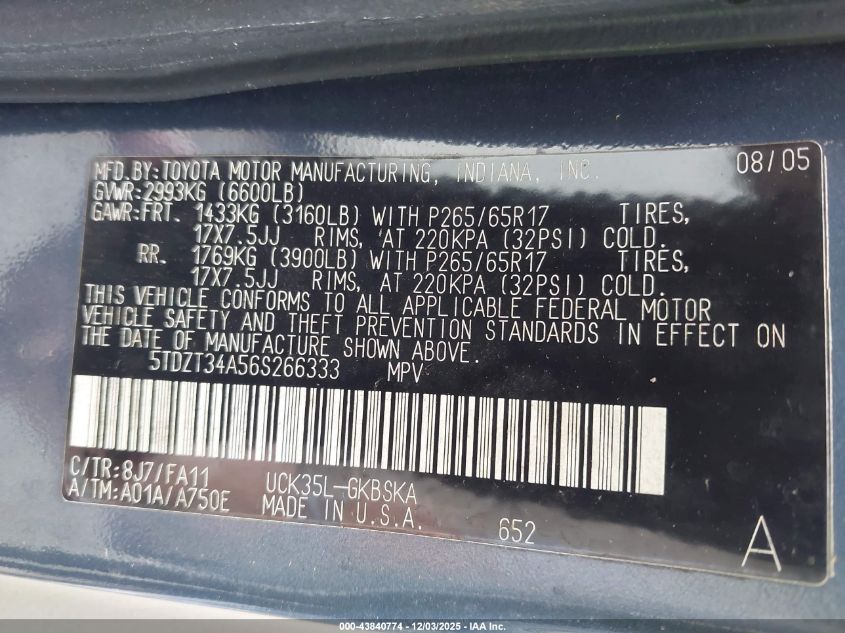 MFD.BY:TOYOTA MOTOR MANUFACTURING, INDIANA, INC. 08/05
GVWR:2993KG (6600LB)
GAWR:FRT. 1433KG (3160LB) WITH P265/65R17 TIRES,
17X7.5JJ RIMS, AT 220KPA (32PSI) COLD.
RR. 1769KG (3900LB) WITH P265/65R17 TIRES,
17X7.5JJ RIMS, AT 220KPA (32PSI) COLD.
THIS VEHICLE CONFORMS TO ALL APPLICABLE FEDERAL MOTOR
VEHICLE SAFETY AND THEFT PREVENTION STANDARDS IN EFFECT ON
THE DATE OF MANUFACTURE SHOWN ABOVE.
5TDZT34A56S266333 MPV
C/TR:8J7/FA11 UCK35L-GKBSKA
A/TM:A01A/A750E MADE IN U.S.A.
652 A
000-43840774 - 12/03/2025 - IAA Inc.